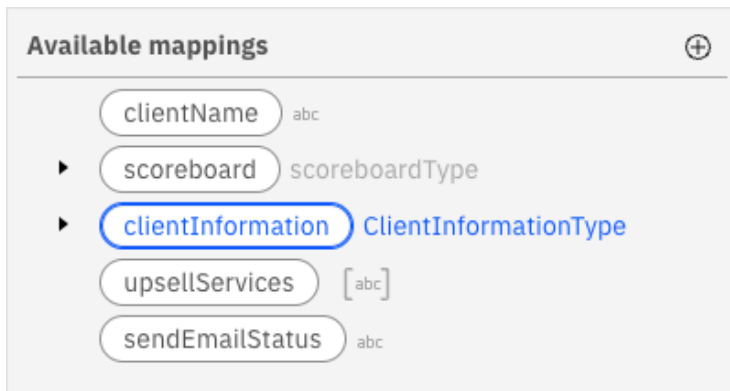 Available mappings
clientName abc
scoreboard scoreboardType
clientInformation ClientInformationType
upsellServices [abc]
sendEmailStatus abc